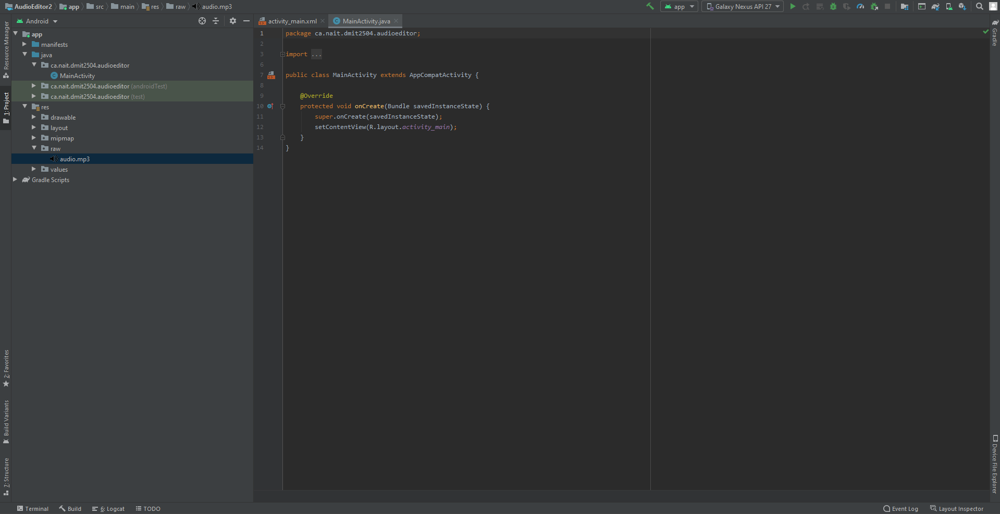 AudioEditor2 app src main res raw audio.mp3
app Galaxy Nexus API 27
Android
activity_main.xml MainActivity.java
Resource Manager
1: Project
2: Favorites
Build Variants
7: Structure
app
manifests
java
ca.nait.dmit2504.audioeditor
MainActivity
ca.nait.dmit2504.audioeditor (androidTest)
ca.nait.dmit2504.audioeditor (test)
res
drawable
layout
mipmap
raw
audio.mp3
values
Gradle Scripts
1 package ca.nait.dmit2504.audioeditor;
2
3 import ...
6
7 public class MainActivity extends AppCompatActivity {
8
9 @Override
10 protected void onCreate(Bundle savedInstanceState) {
11 super.onCreate(savedInstanceState);
12 setContentView(R.layout.activity_main);
13 }
14 }
Gradle
Device File Explorer
Terminal Build 6: Logcat TODO
Event Log Layout Inspector